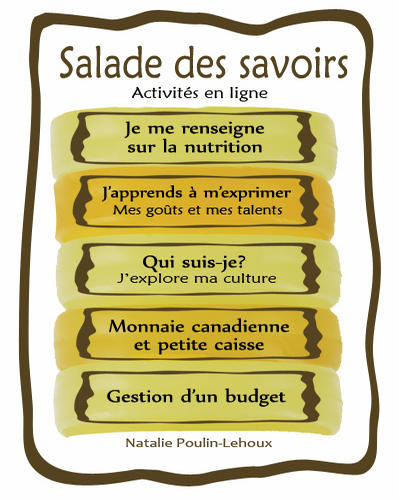 Salade des savoirs
Activités en ligne
Je me renseigne
sur la nutrition
J'apprends à m'exprimer
Mes goûts et mes talents
Qui suis-je?
J'explore ma culture
Monnaie canadienne
et petite caisse
Gestion d'un budget
Natalie Poulin-Lehoux